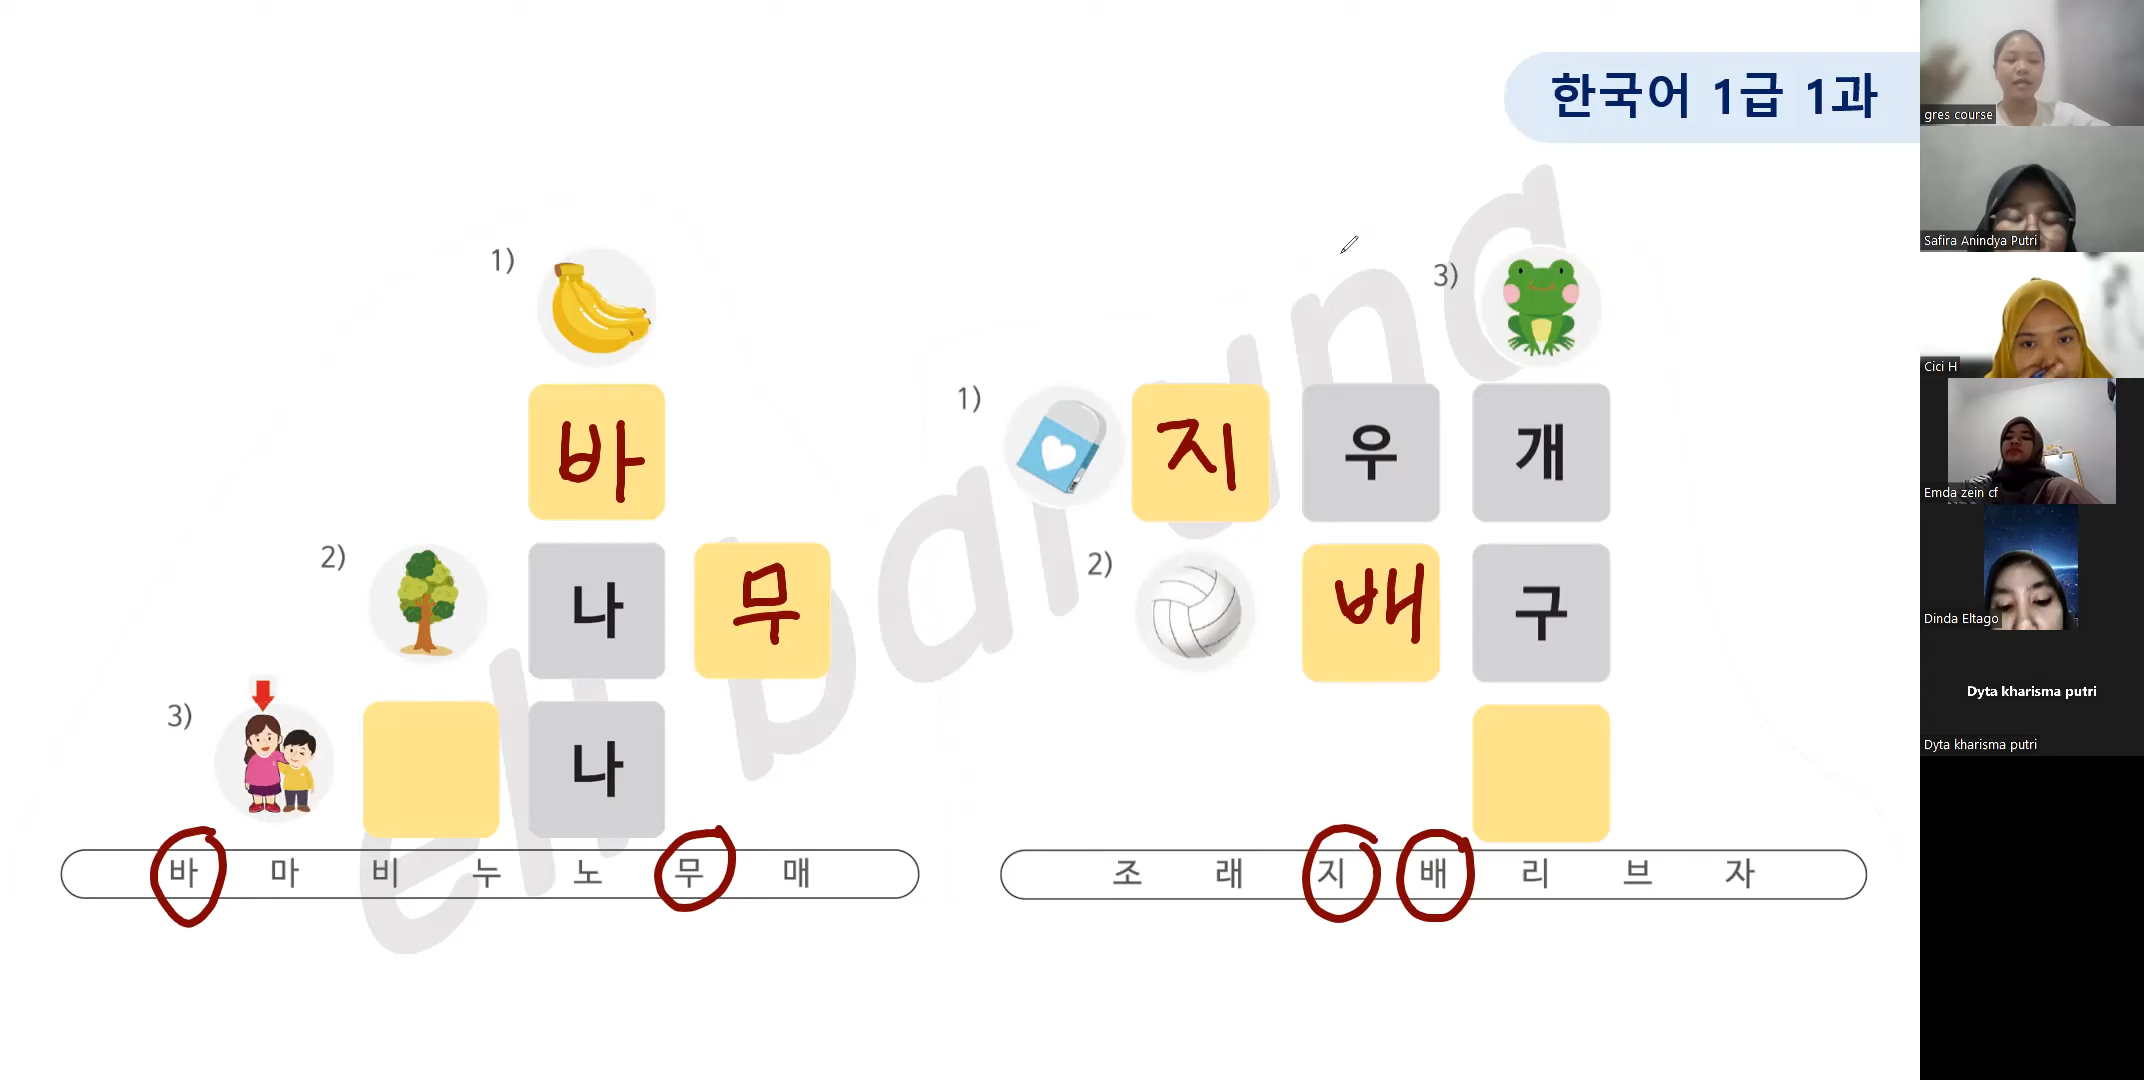 한국어 1급 1과
1)
바
2) 나 무
3) 나
바 마 비 누 노 무 매
3)
1) 지 우 개
2) 배 구
조 래 지 배 리 브 자
gres course
Safira Anindya Putri
Cici H
Emda zein cf
Dinda Eltago
Dyta kharisma putri
Dyta kharisma putri